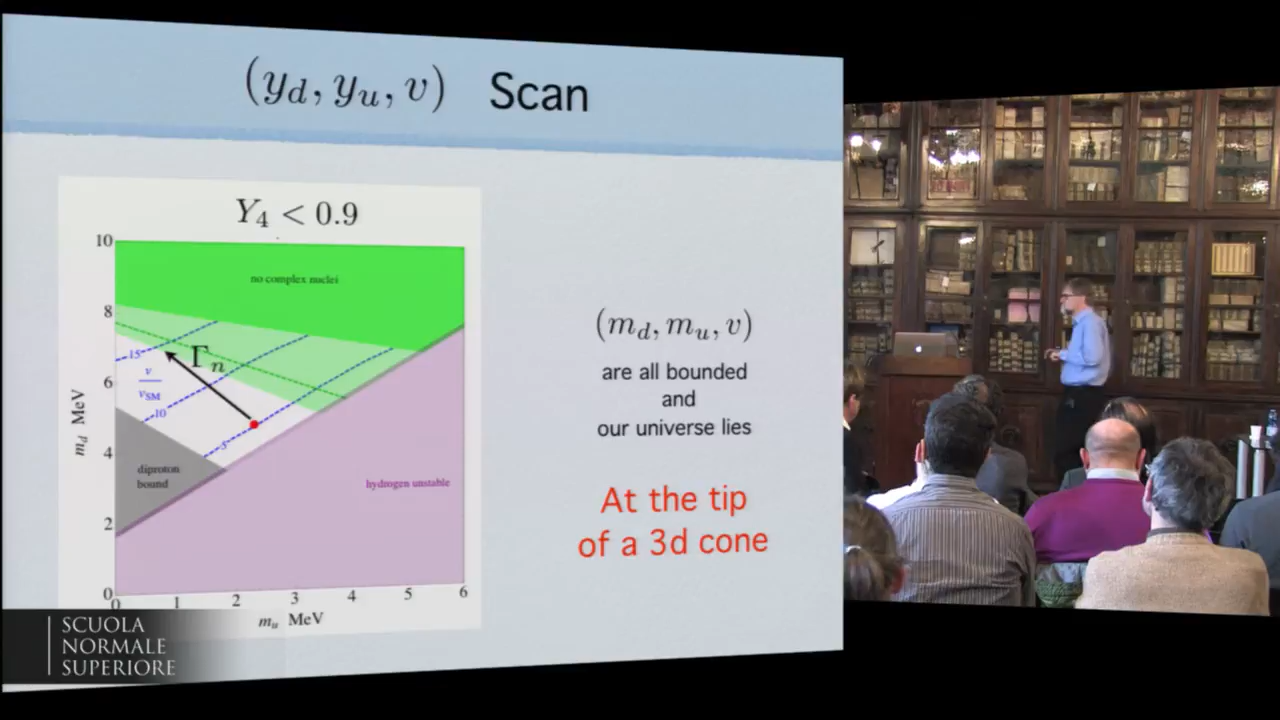 (y_d, y_u, v) Scan
Y_4 < 0.9
10
8
6
4
2
0
m_d MeV
no complex nuclei
15
v/v_SM
10
5
Γ_n
diproton
bound
hydrogen unstable
0 1 2 3 4 5 6
m_u MeV
(m_d, m_u, v)
are all bounded
and
our universe lies
At the tip
of a 3d cone
SCUOLA
NORMALE
SUPERIORE